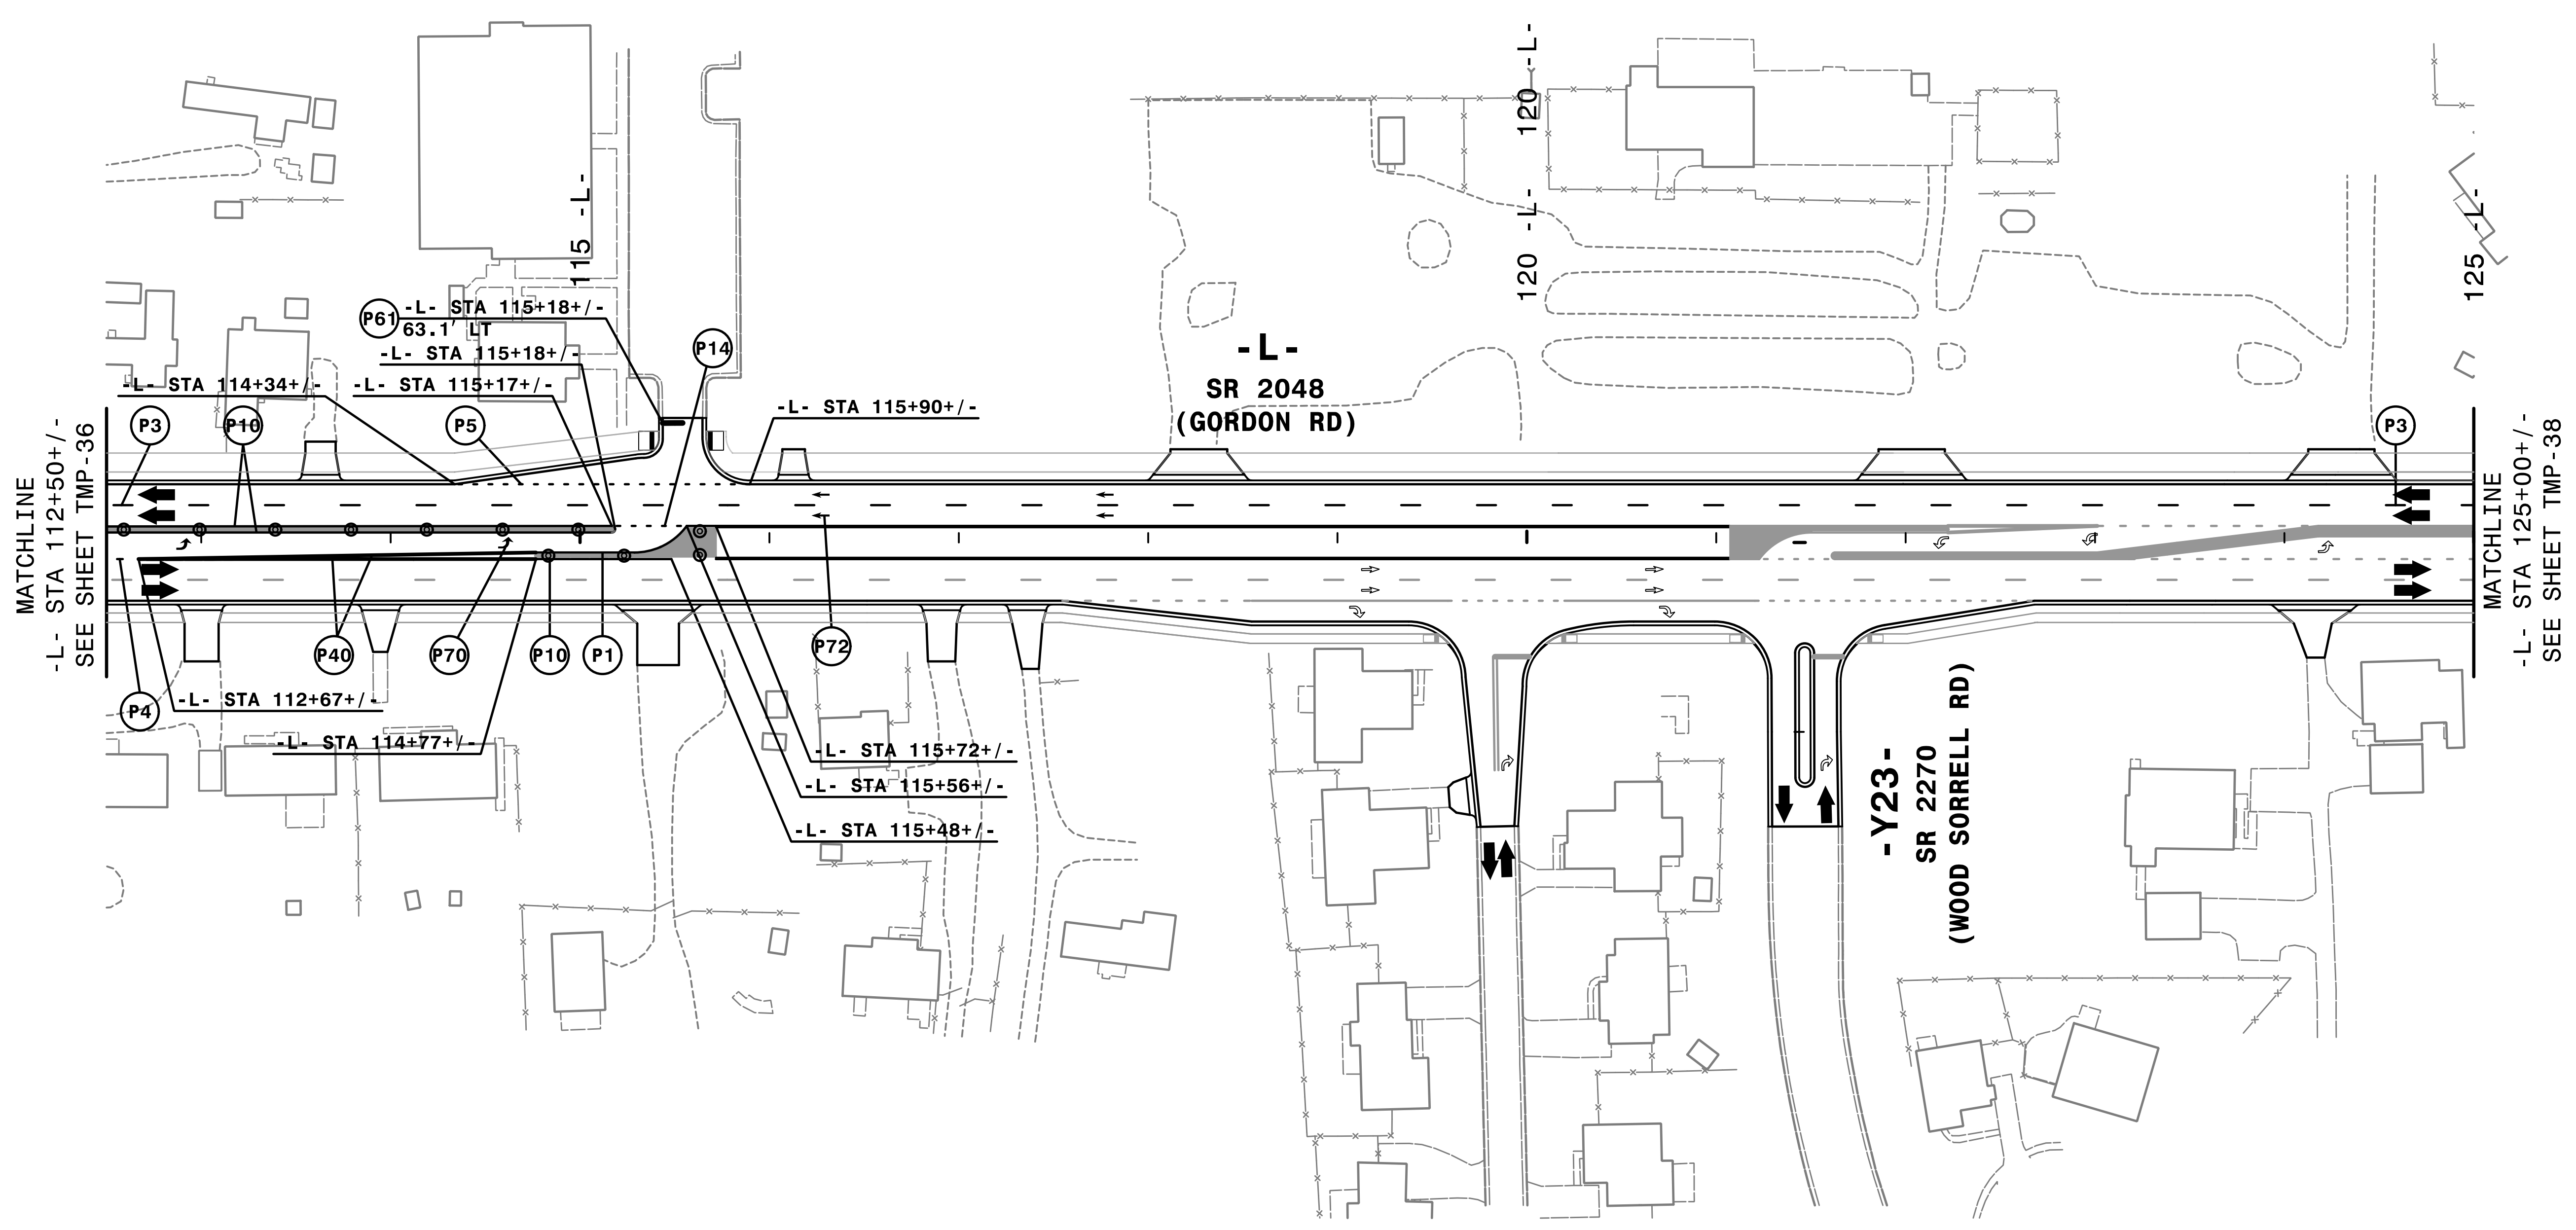 120 -L-
115 -L-
120 -L-
125 -L-
P61
-L- STA 115+18+/-
63.1' LT
-L- STA 115+18+/-
P14
-L- STA 114+34+/-
-L- STA 115+17+/-
-L- STA 115+90+/-
-L-
SR 2048
(GORDON RD)
P3
P10
P5
P3
MATCHLINE
-L- STA 112+50+/-
SEE SHEET TMP-36
MATCHLINE
-L- STA 125+00+/-
SEE SHEET TMP-38
P40
P70
P10
P1
P72
P4
-L- STA 112+67+/-
-L- STA 114+77+/-
-L- STA 115+72+/-
-L- STA 115+56+/-
-L- STA 115+48+/-
-Y23-
SR 2270
(WOOD SORRELL RD)